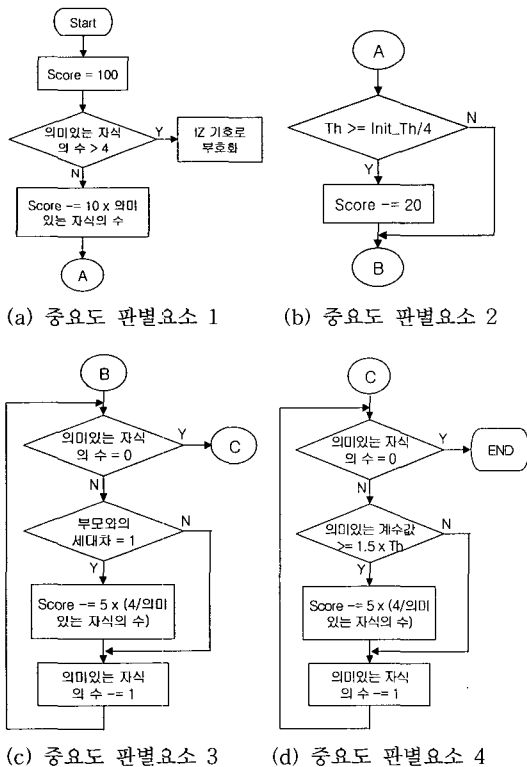 Start
Score = 100
의미있는 자식
의 수 > 4
Y
IZ 기호로
부호화
N
Score -= 10 x 의미
있는 자식의 수
A
(a) 중요도 판별요소 1
A
Th >= Init_Th/4
N
Y
Score -= 20
B
(b) 중요도 판별요소 2
B
의미있는 자식
의 수 = 0
Y
C
N
부모와의
세대차 = 1
N
Y
Score -= 5 x (4/의미
있는 자식의 수)
의미있는 자식
의 수 -= 1
(c) 중요도 판별요소 3
C
의미있는 자식
의 수 = 0
Y
END
N
의미있는 계수값
>= 1.5 x Th
N
Y
Score -= 5 x (4/의미
있는 자식의 수)
의미있는 자식
의 수 -= 1
(d) 중요도 판별요소 4